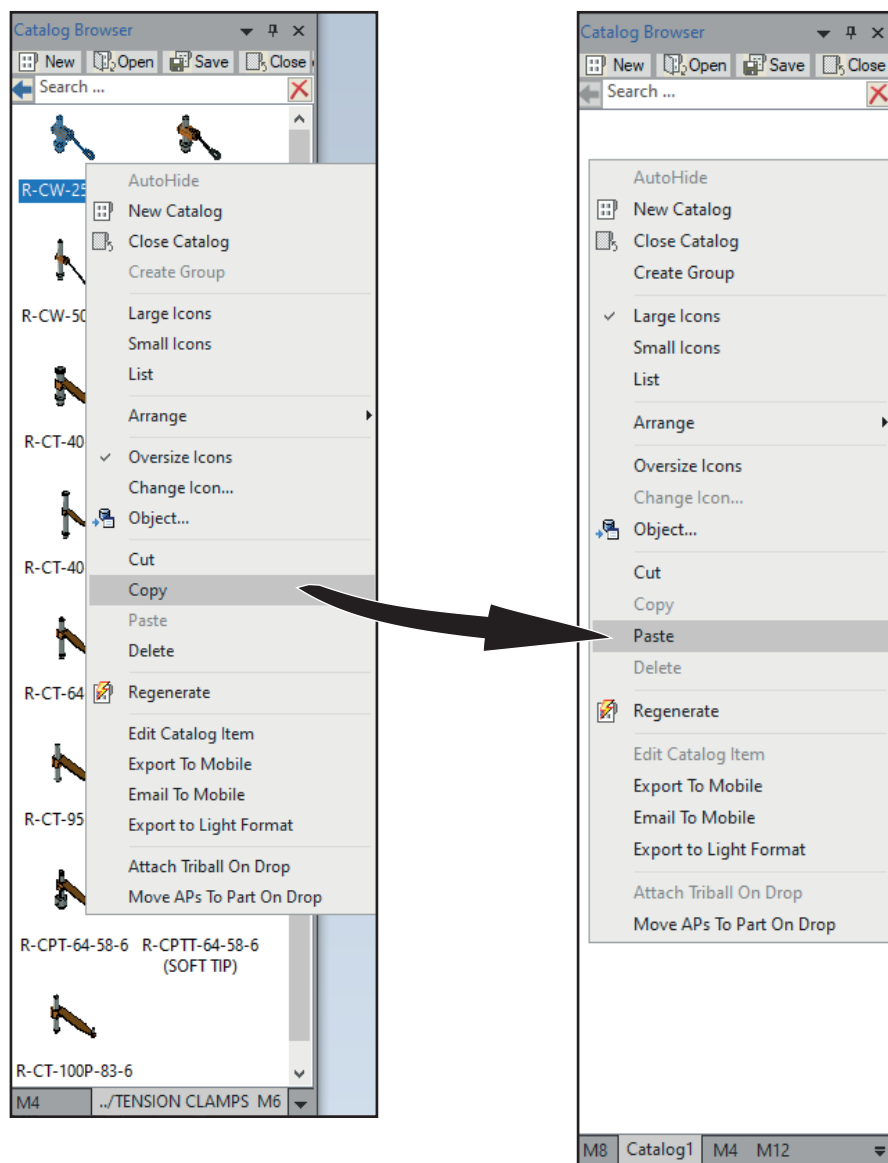 Catalog Browser
New Open Save Close
Search ...
R-CW-25
AutoHide
New Catalog
Close Catalog
Create Group
R-CW-50
Large Icons
Small Icons
List
Arrange
R-CT-40
Oversize Icons
Change Icon...
Object...
Cut
R-CT-40
Copy
Paste
Delete
R-CT-64
Regenerate
Edit Catalog Item
Export To Mobile
Email To Mobile
R-CT-95
Export to Light Format
Attach Triball On Drop
Move APs To Part On Drop
R-CPT-64-58-6 R-CPTT-64-58-6
(SOFT TIP)
R-CT-100P-83-6
M4 ../TENSION CLAMPS M6
Catalog Browser
New Open Save Close
Search ...
AutoHide
New Catalog
Close Catalog
Create Group
Large Icons
Small Icons
List
Arrange
Oversize Icons
Change Icon...
Object...
Cut
Copy
Paste
Delete
Regenerate
Edit Catalog Item
Export To Mobile
Email To Mobile
Export to Light Format
Attach Triball On Drop
Move APs To Part On Drop
M8 Catalog1 M4 M12